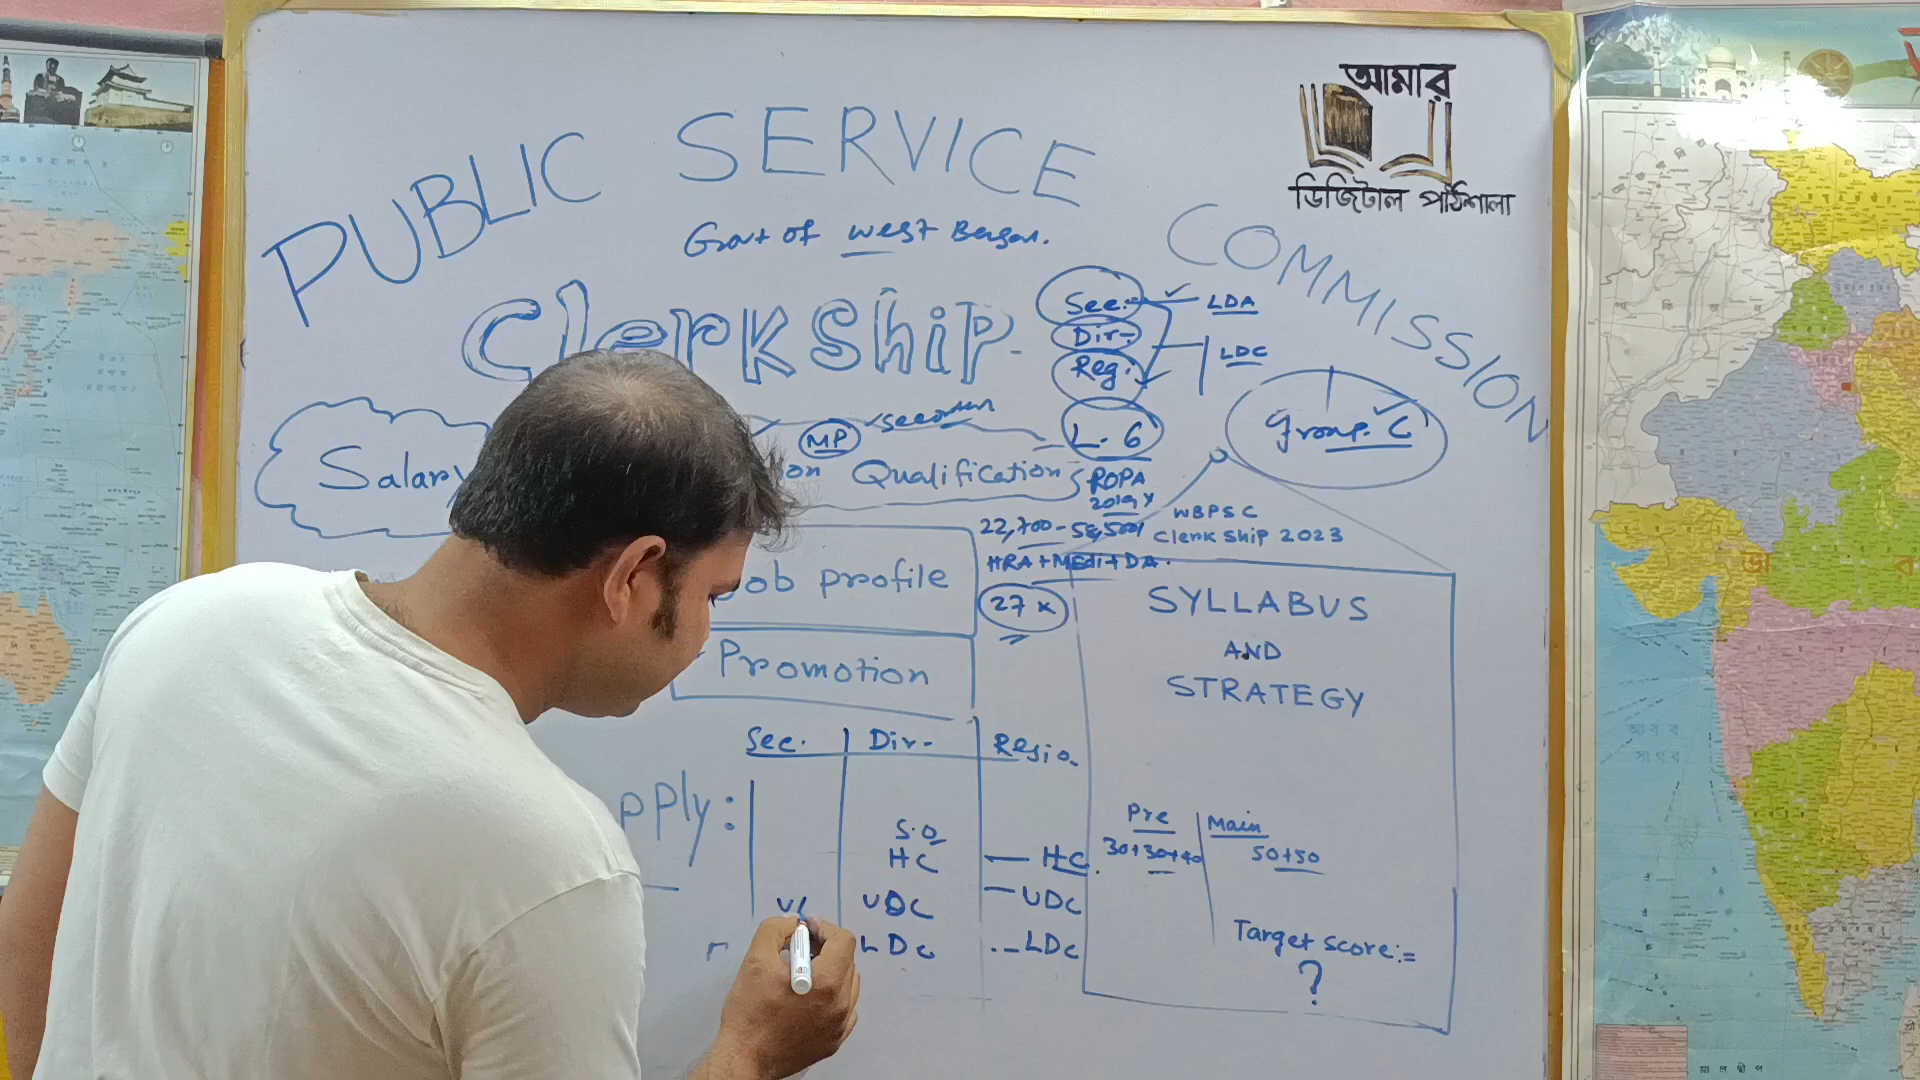 আমার
ডিজিটাল পাঠশালা
PUBLIC SERVICE COMMISSION
Govt of West Bengal.
Clerkship
Sec. LDA
Dir-
Reg. LDC
Group. C
MP
L. 6
Salary
Qualification
ROPA
2019
22,700-58,500/
HRA+Medi+DA.
27 x
WBPSC
Clerkship 2023
Job profile
Promotion
SYLLABUS
AND
STRATEGY
Sec. Dir- Regio.
pply:
S.O
HC HC.
UDC UDC
LDC LDC
Pre Main
30+30+40 50+50
Target score:=
?